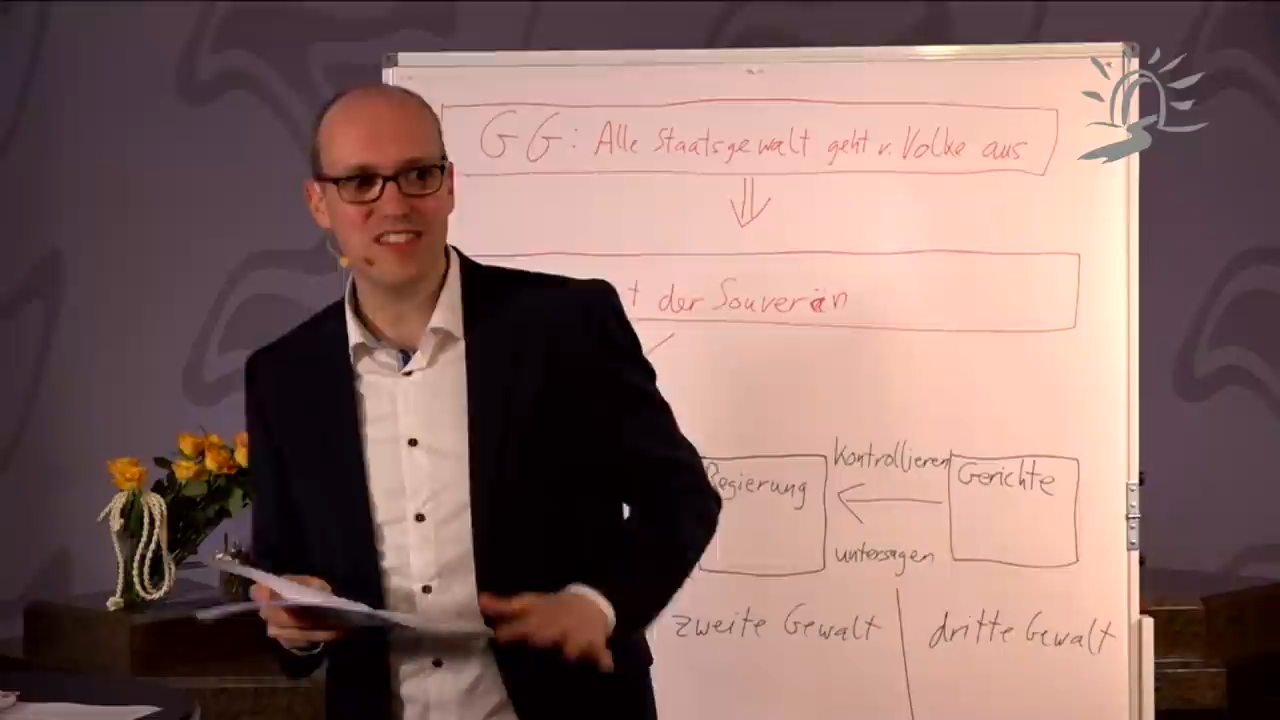 GG: Alle Staatsgewalt geht v. Volke aus
t der Souverän
Kontrollieren
Regierung
Gerichte
untersagen
zweite Gewalt
dritte Gewalt